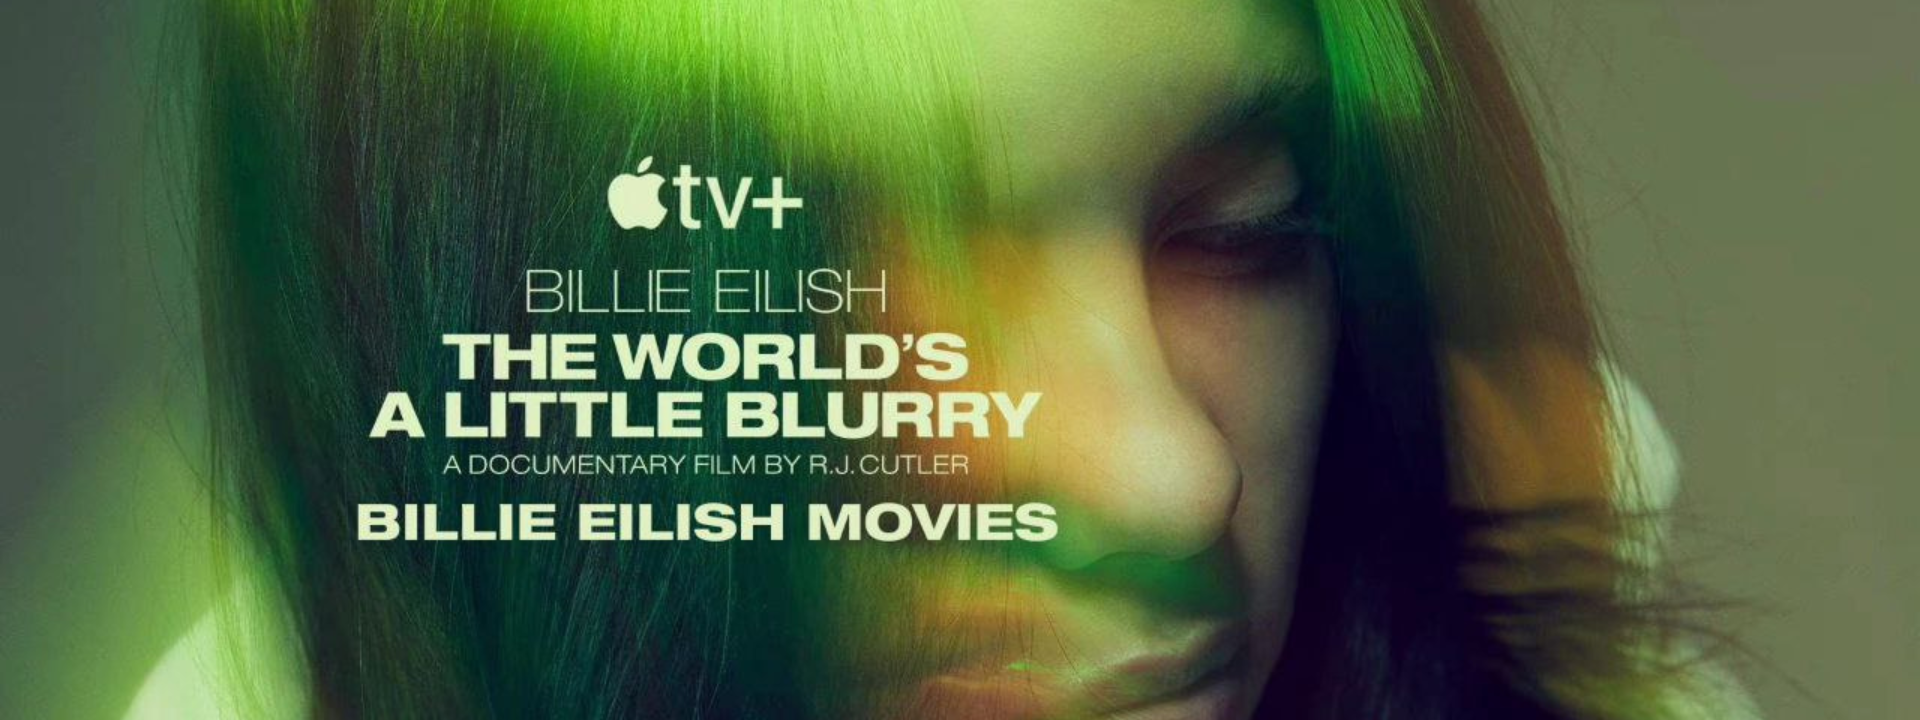 tv+
BILLIE EILISH
THE WORLD'S
A LITTLE BLURRY
A DOCUMENTARY FILM BY R.J. CUTLER
BILLIE EILISH MOVIES